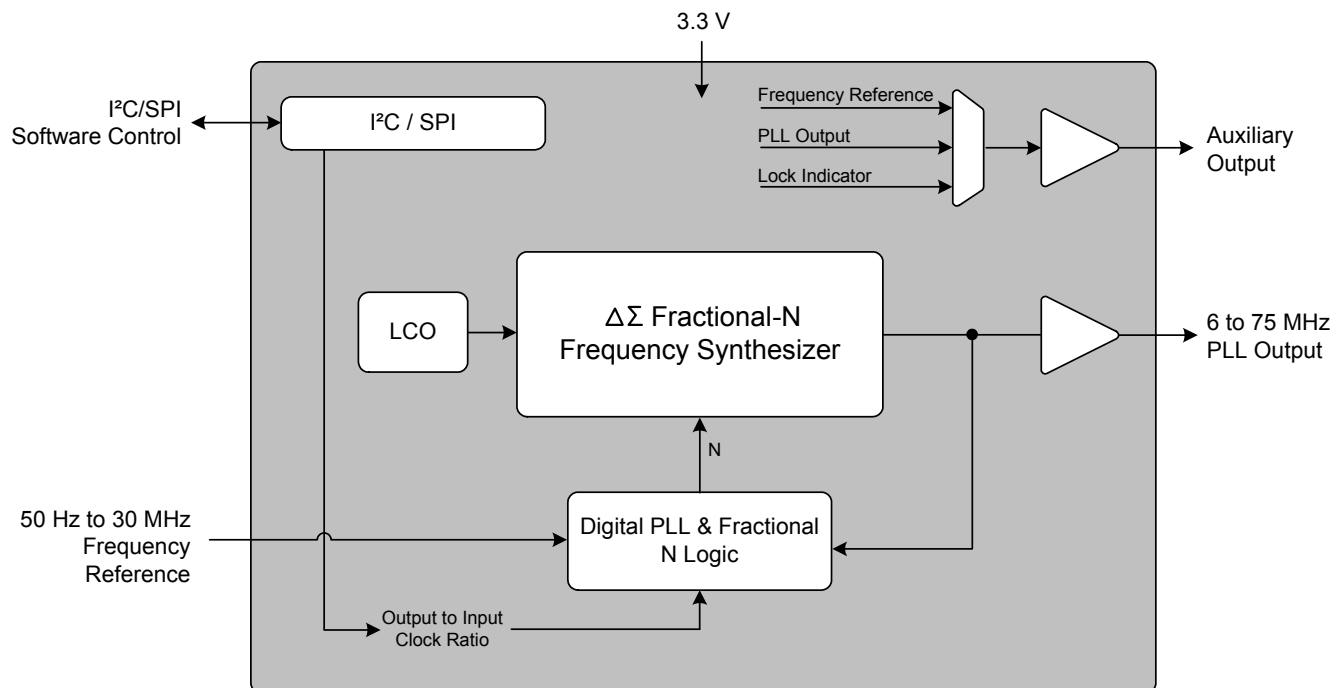 3.3 V
I²C/SPI
Software Control
I²C / SPI
Frequency Reference
PLL Output
Lock Indicator
Auxiliary
Output
LCO
ΔΣ Fractional-N
Frequency Synthesizer
6 to 75 MHz
PLL Output
N
50 Hz to 30 MHz
Frequency
Reference
Digital PLL & Fractional
N Logic
Output to Input
Clock Ratio